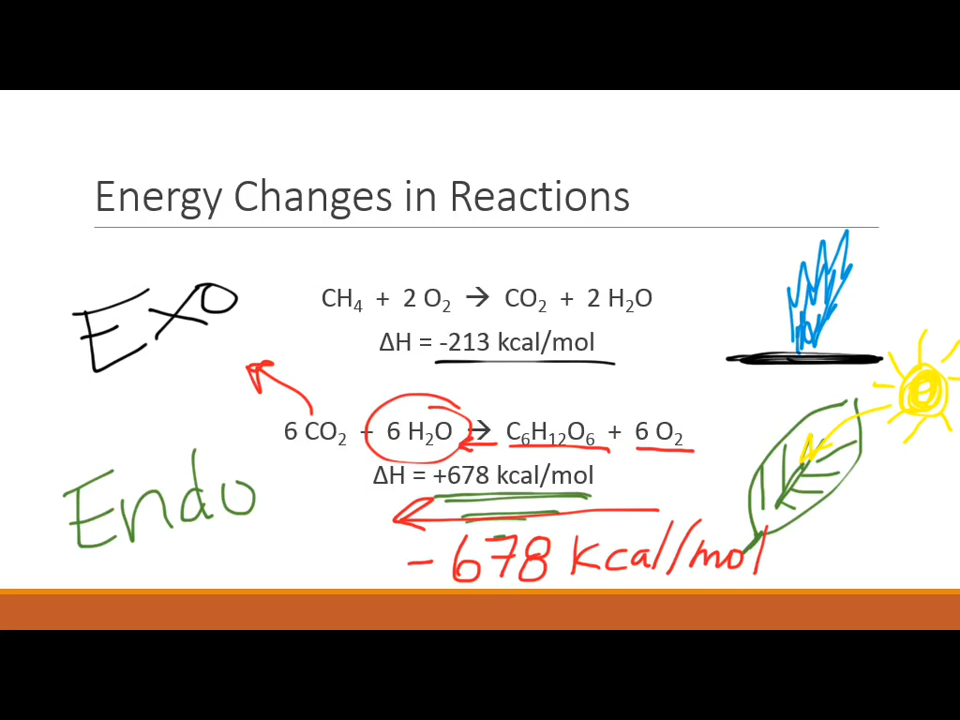 Energy Changes in Reactions
Exo
CH₄ + 2 O₂ → CO₂ + 2 H₂O
ΔH = -213 kcal/mol
6 CO₂ + 6 H₂O → C₆H₁₂O₆ + 6 O₂
Endo
ΔH = +678 kcal/mol
- 678 Kcal/mol